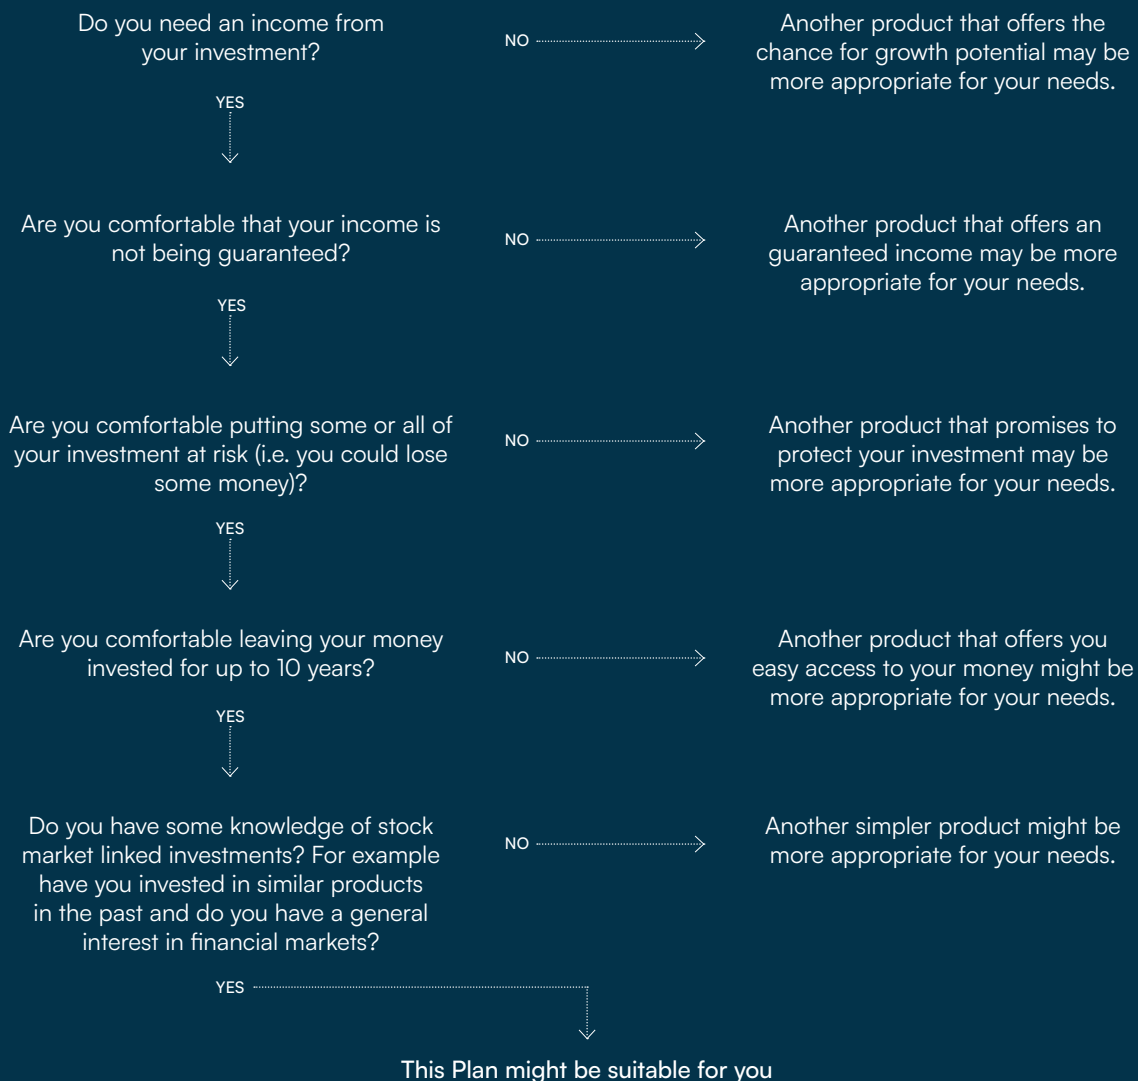 Do you need an income from
your investment?
NO
Another product that offers the
chance for growth potential may be
more appropriate for your needs.
YES
Are you comfortable that your income is
not being guaranteed?
NO
Another product that offers an
guaranteed income may be more
appropriate for your needs.
YES
Are you comfortable putting some or all of
your investment at risk (i.e. you could lose
some money)?
NO
Another product that promises to
protect your investment may be
more appropriate for your needs.
YES
Are you comfortable leaving your money
invested for up to 10 years?
NO
Another product that offers you
easy access to your money might be
more appropriate for your needs.
YES
Do you have some knowledge of stock
market linked investments? For example
have you invested in similar products
in the past and do you have a general
interest in financial markets?
NO
Another simpler product might be
more appropriate for your needs.
YES
This Plan might be suitable for you